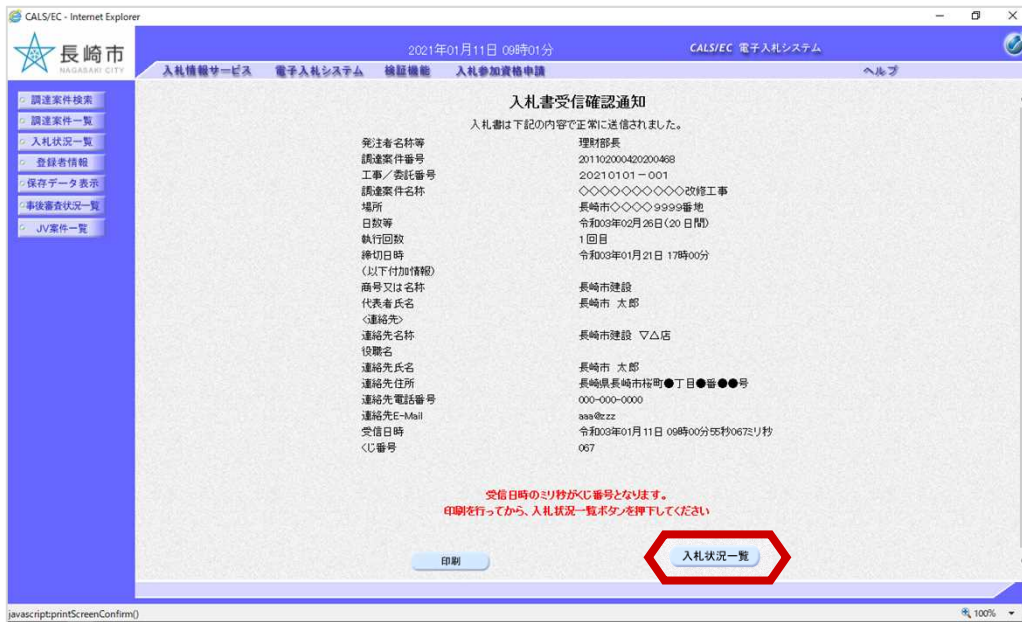 CALS/EC - Internet Explorer
長崎市
NAGASAKI CITY
2021年01月11日 09時01分
CALS/EC 電子入札システム
入札情報サービス 電子入札システム 検証機能 入札参加資格申請 ヘルプ
調達案件検索
調達案件一覧
入札状況一覧
登録者情報
保存データ表示
事後審査状況一覧
JV案件一覧
入札書受信確認通知
入札書は下記の内容で正常に送信されました。
発注者名称等 理財部長
調達案件番号 201102000420200468
工事／委託番号 20210101－001
調達案件名称 ◇◇◇◇◇◇◇◇◇◇改修工事
場所 長崎市◇◇◇◇9999番地
日数等 令和03年02月26日(20日間)
執行回数 1回目
締切日時 令和03年01月21日 17時00分
(以下付加情報)
商号又は名称 長崎市建設
代表者氏名 長崎市 太郎
<連絡先>
連絡先名称 長崎市建設 ▽△店
役職名
連絡先氏名 長崎市 太郎
連絡先住所 長崎県長崎市桜町●丁目●番●●号
連絡先電話番号 000-000-0000
連絡先E-Mail aaa@zzz
受信日時 令和03年01月11日 09時00分55秒067ミリ秒
くじ番号 067
受信日時のミリ秒がくじ番号となります。
印刷を行ってから、入札状況一覧ボタンを押下してください
印刷
入札状況一覧
javascript:printScreenConfirm()
100%